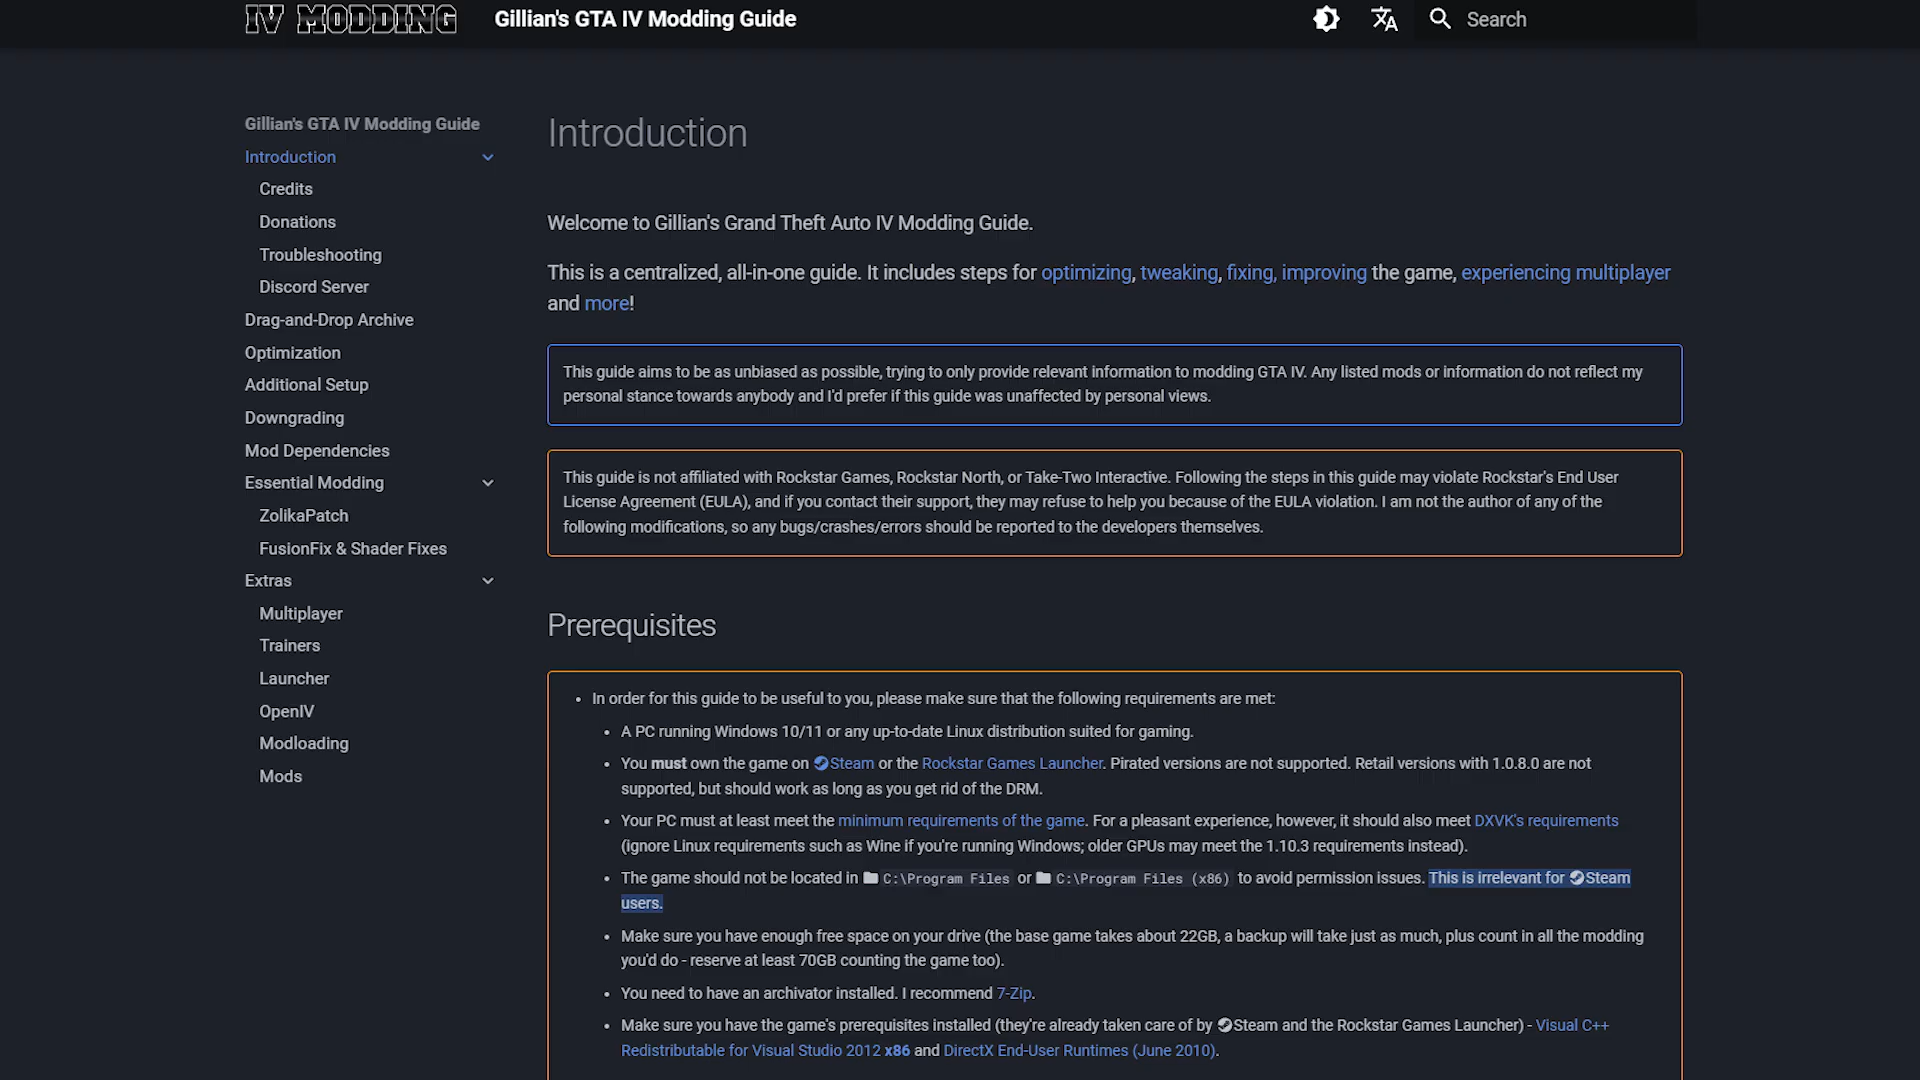 IV MODDING
Gillian's GTA IV Modding Guide
Search
Gillian's GTA IV Modding Guide
Introduction
Credits
Donations
Troubleshooting
Discord Server
Drag-and-Drop Archive
Optimization
Additional Setup
Downgrading
Mod Dependencies
Essential Modding
ZolikaPatch
FusionFix & Shader Fixes
Extras
Multiplayer
Trainers
Launcher
OpenIV
Modloading
Mods
Introduction
Welcome to Gillian's Grand Theft Auto IV Modding Guide.
This is a centralized, all-in-one guide. It includes steps for optimizing, tweaking, fixing, improving the game, experiencing multiplayer
and more!
This guide aims to be as unbiased as possible, trying to only provide relevant information to modding GTA IV. Any listed mods or information do not reflect my
personal stance towards anybody and I'd prefer if this guide was unaffected by personal views.
This guide is not affiliated with Rockstar Games, Rockstar North, or Take-Two Interactive. Following the steps in this guide may violate Rockstar's End User
License Agreement (EULA), and if you contact their support, they may refuse to help you because of the EULA violation. I am not the author of any of the
following modifications, so any bugs/crashes/errors should be reported to the developers themselves.
Prerequisites
• In order for this guide to be useful to you, please make sure that the following requirements are met:
• A PC running Windows 10/11 or any up-to-date Linux distribution suited for gaming.
• You must own the game on Steam or the Rockstar Games Launcher. Pirated versions are not supported. Retail versions with 1.0.8.0 are not
supported, but should work as long as you get rid of the DRM.
• Your PC must at least meet the minimum requirements of the game. For a pleasant experience, however, it should also meet DXVK's requirements
(ignore Linux requirements such as Wine if you're running Windows; older GPUs may meet the 1.10.3 requirements instead).
• The game should not be located in C:\Program Files or C:\Program Files (x86) to avoid permission issues. This is irrelevant for Steam
users.
• Make sure you have enough free space on your drive (the base game takes about 22GB, a backup will take just as much, plus count in all the modding
you'd do - reserve at least 70GB counting the game too).
• You need to have an archivator installed. I recommend 7-Zip.
• Make sure you have the game's prerequisites installed (they're already taken care of by Steam and the Rockstar Games Launcher) - Visual C++
Redistributable for Visual Studio 2012 x86 and DirectX End-User Runtimes (June 2010).